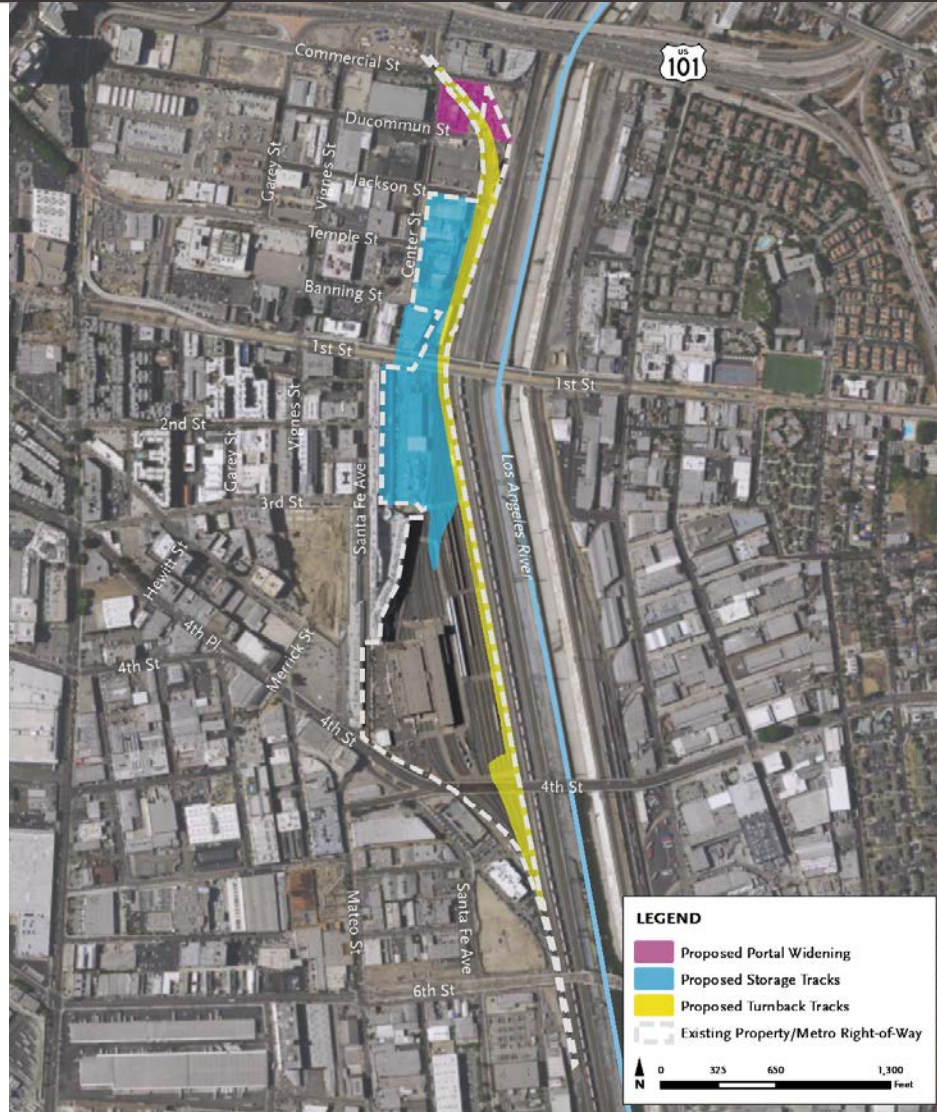 US
101
Commercial St
Ducommun St
Garey St
Vignes St
Jackson St
Temple St
Center St
Banning St
1st St
1st St
2nd St
Garey St
Vignes St
3rd St
Santa Fe Ave
Los Angeles River
Hewitt St
4th Pl
Merrick St
4th St
4th St
4th St
Mateo St
Santa Fe Ave
6th St
LEGEND
Proposed Portal Widening
Proposed Storage Tracks
Proposed Turnback Tracks
Existing Property/Metro Right-of-Way
N
0 325 650 1,300
Feet